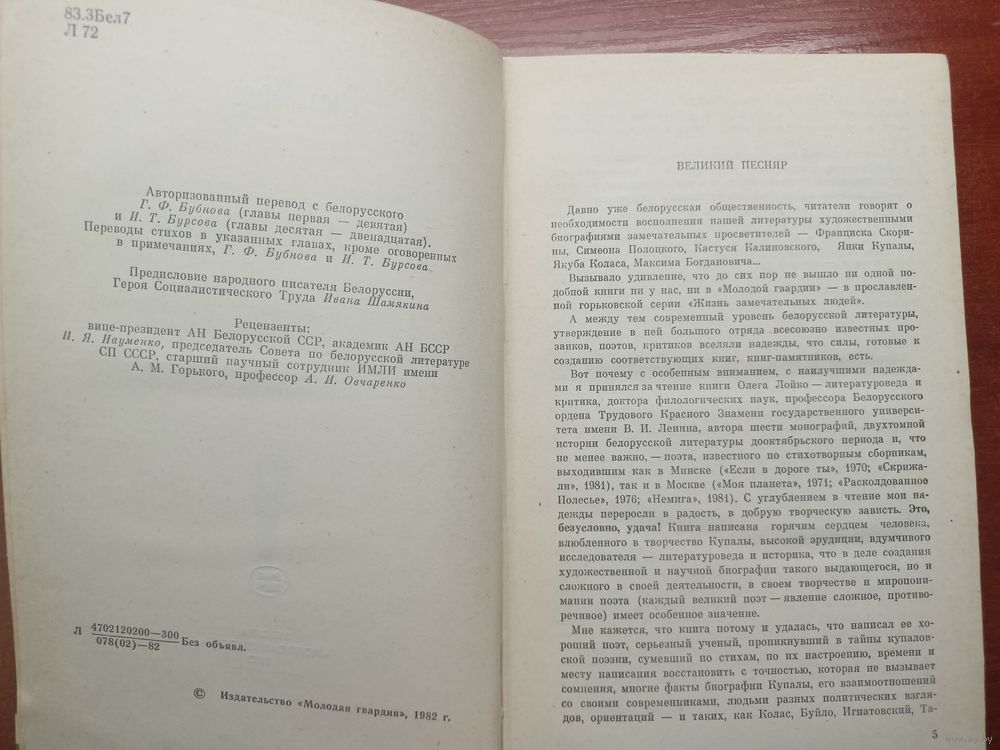 83.3Бел7
Л 72
Авторизованный перевод с белорусского
Г. Ф. Бубнова (главы первая — девятая)
и И. Т. Бурсова (главы десятая — двенадцатая).
Переводы стихов в указанных главах, кроме оговоренных
в примечаниях, Г. Ф. Бубнова и И. Т. Бурсова
Предисловие народного писателя Белоруссии,
Героя Социалистического Труда Ивана Шамякина
Рецензенты:
вице-президент АН Белорусской ССР, академик АН БССР
И. Я. Науменко, председатель Совета по белорусской литературе
СП СССР, старший научный сотрудник ИМЛИ имени
А. М. Горького, профессор А. И. Овчаренко
Л 4702120200—300 Без объявл.
078(02)—82
© Издательство «Молодая гвардия», 1982 г.
ВЕЛИКИЙ ПЕСНЯР
Давно уже белорусская общественность, читатели говорят о
необходимости восполнения нашей литературы художественными
биографиями замечательных просветителей — Франциска Скори-
ны, Симеона Полоцкого, Кастуся Калиновского, Янки Купалы,
Якуба Коласа, Максима Богдановича...
Вызывало удивление, что до сих пор не вышло ни одной по-
добной книги ни у нас, ни в «Молодой гвардии» — в прославлен-
ной горьковской серии «Жизнь замечательных людей».
А между тем современный уровень белорусской литературы,
утверждение в ней большого отряда всесоюзно известных про-
заиков, поэтов, критиков вселяли надежды, что силы, готовые к
созданию соответствующих книг, книг-памятников, есть.
Вот почему с особенным вниманием, с наилучшими надежда-
ми я принялся за чтение книги Олега Лойко — литературоведа и
критика, доктора филологических наук, профессора Белорусского
ордена Трудового Красного Знамени государственного универси-
тета имени В. И. Ленина, автора шести монографий, двухтомной
истории белорусской литературы дооктябрьского периода и, что
не менее важно, — поэта, известного по стихотворным сборникам,
выходившим как в Минске («Если в дороге ты», 1970; «Скрижа-
ли», 1981), так и в Москве («Моя планета», 1971; «Расколдованное
Полесье», 1976; «Немига», 1981). С углублением в чтение мои на-
дежды переросли в радость, в добрую творческую зависть. Это,
безусловно, удача! Книга написана горячим сердцем человека,
влюбленного в творчество Купалы, высокой эрудиции, вдумчивого
исследователя — литературоведа и историка, что в деле создания
художественной и научной биографии такого выдающегося, но и
сложного в своей деятельности, в своем творчестве и миропони-
мании поэта (каждый великий поэт — явление сложное, противо-
речивое) имеет особенное значение.
Мне кажется, что книга потому и удалась, что написал ее хо-
роший поэт, серьезный ученый, проникнувший в тайны купалов-
ской поэзии, сумевший по стихам, по их настроению, времени и
месту написания восстановить с точностью, которая не вызывает
сомнения, многие факты биографии Купалы, его взаимоотношений
со своими современниками, людьми разных политических взгля-
дов, ориентаций — и таких, как Колас, Буйло, Игнатовский, Та-
5